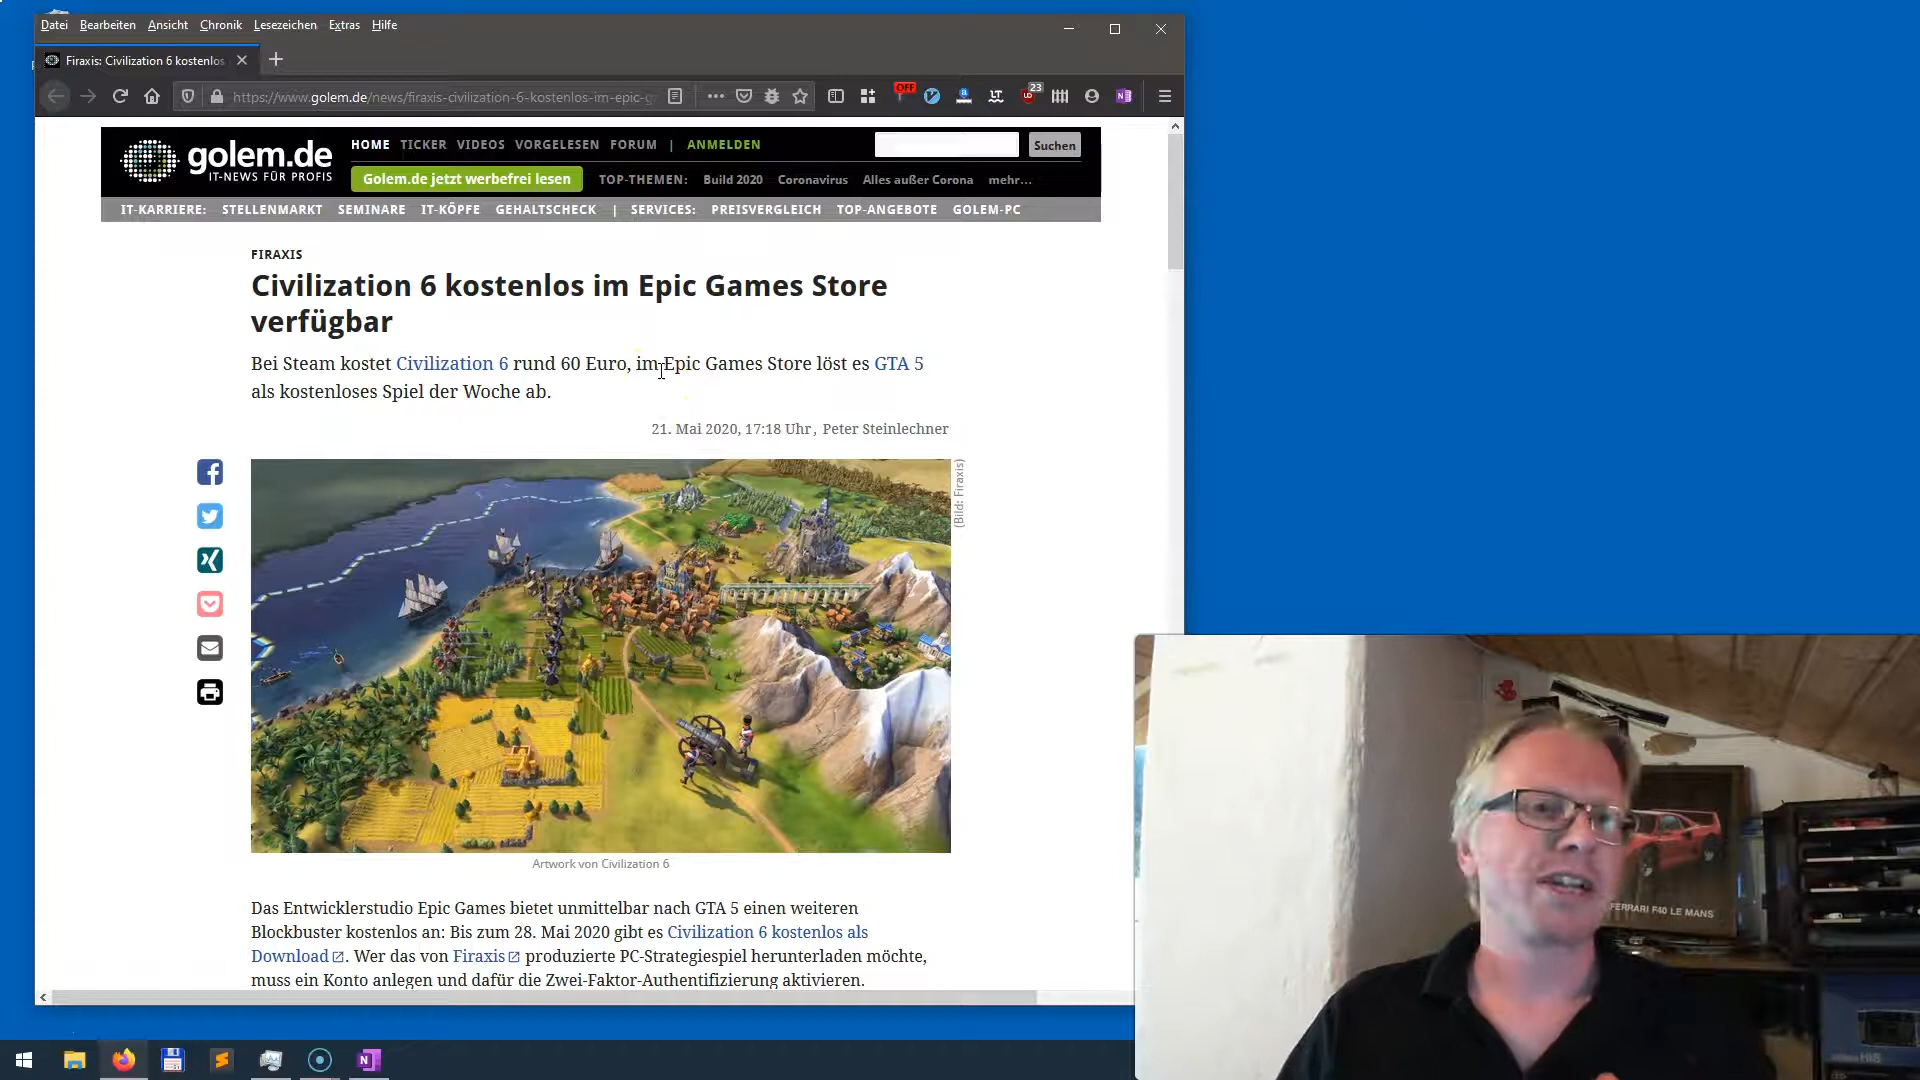 Datei Bearbeiten Ansicht Chronik Lesezeichen Extras Hilfe
Firaxis: Civilization 6 kostenlos
https://www.golem.de/news/firaxis-civilization-6-kostenlos-im-epic-g
OFF
23
golem.de
IT-NEWS FÜR PROFIS
HOME TICKER VIDEOS VORGELESEN FORUM | ANMELDEN
Suchen
Golem.de jetzt werbefrei lesen
TOP-THEMEN: Build 2020 Coronavirus Alles außer Corona mehr...
IT-KARRIERE: STELLENMARKT SEMINARE IT-KÖPFE GEHALTSCHECK | SERVICES: PREISVERGLEICH TOP-ANGEBOTE GOLEM-PC
FIRAXIS
Civilization 6 kostenlos im Epic Games Store
verfügbar
Bei Steam kostet Civilization 6 rund 60 Euro, im Epic Games Store löst es GTA 5
als kostenloses Spiel der Woche ab.
21. Mai 2020, 17:18 Uhr, Peter Steinlechner
(Bild: Firaxis)
Artwork von Civilization 6
Das Entwicklerstudio Epic Games bietet unmittelbar nach GTA 5 einen weiteren
Blockbuster kostenlos an: Bis zum 28. Mai 2020 gibt es Civilization 6 kostenlos als
Download. Wer das von Firaxis produzierte PC-Strategiespiel herunterladen möchte,
muss ein Konto anlegen und dafür die Zwei-Faktor-Authentifizierung aktivieren.
FERRARI F40 LE MANS